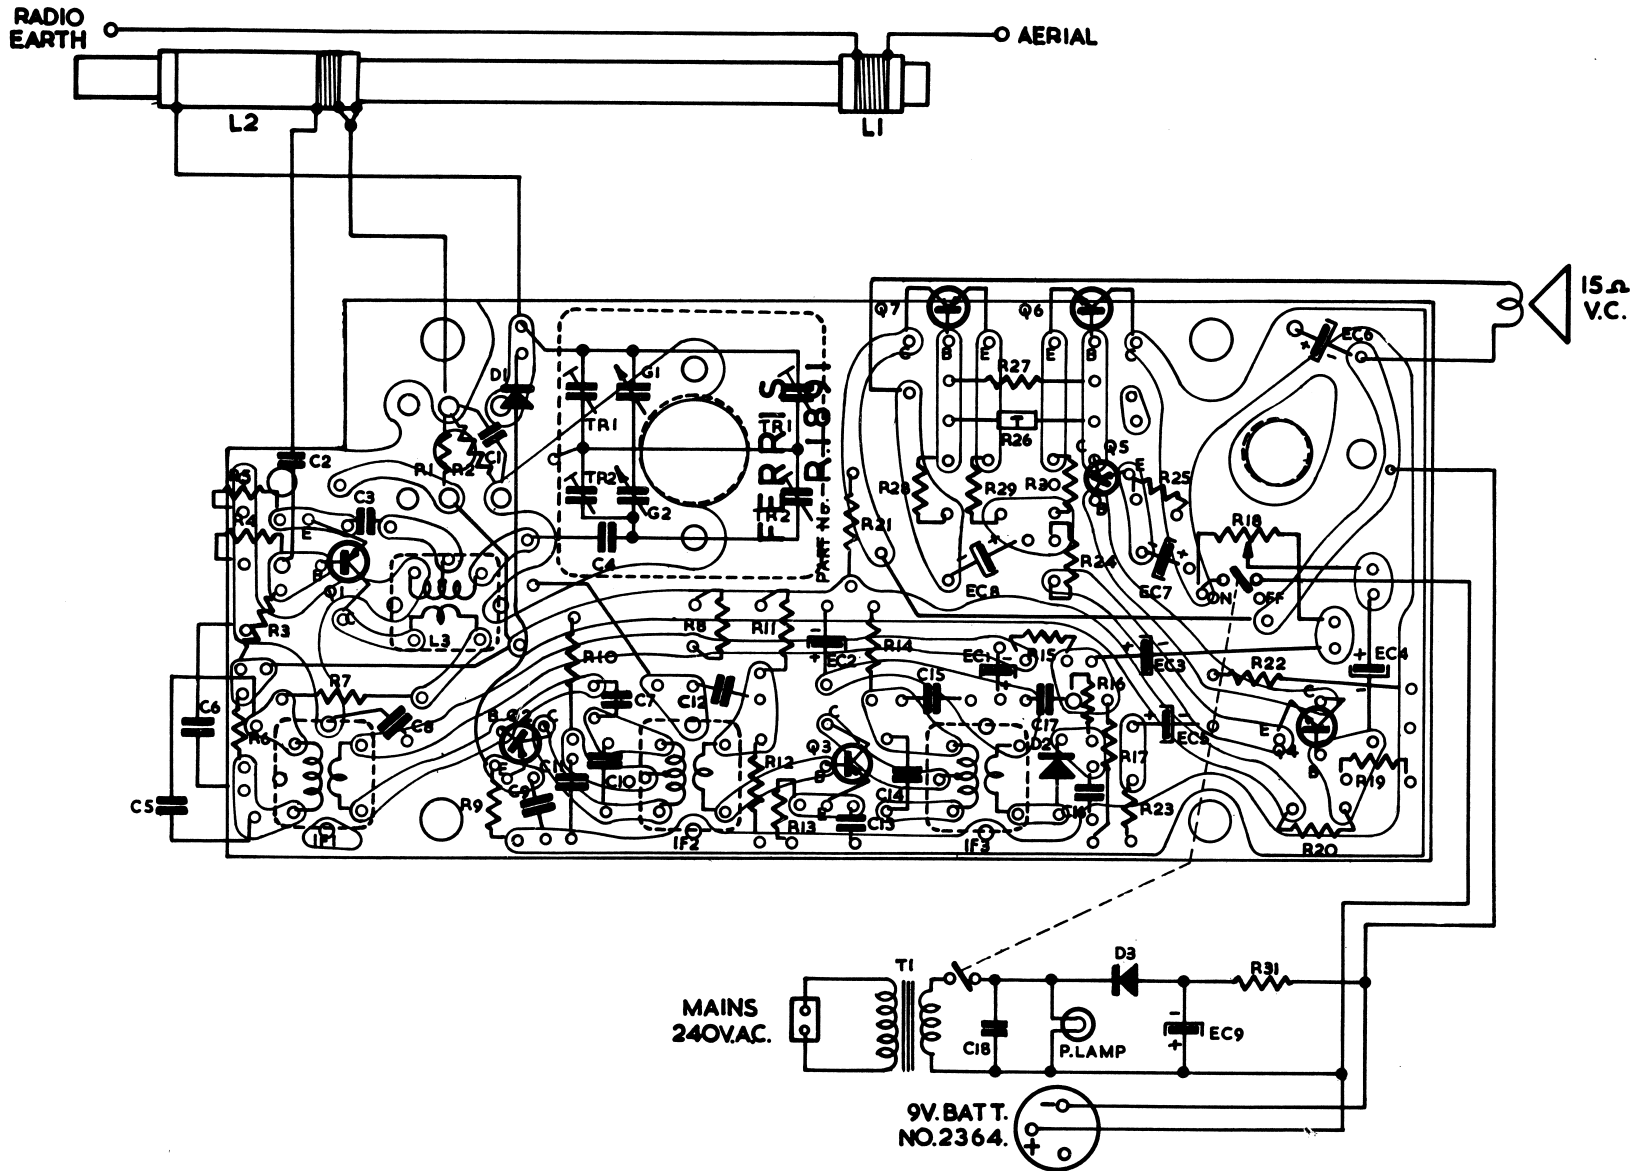 RADIO
EARTH
AERIAL
L2
L1
15Ω
V.C.
Q7
Q6
EC6
C
B
E
E
B
C
R27
D1
G1
TR1
TR1
FERRIS
R.1891
PART No.
R26
C
Q5
E
B
R1
R2
C1
C2
R5
TR2
G2
TR2
R28
R29
R30
R25
C3
R4
E
B
Q1
C
C4
R21
R18
R24
EC8
EC7
ON
OFF
R3
L3
R8
R11
R10
EC2
R14
EC1
R15
EC3
R22
EC4
R7
C7
C12
C15
C17
R16
C6
C8
R6
B
Q2
C
E
C11
C10
C
Q3
B
E
D2
R17
EC5
C
E
Q4
B
R12
C14
R19
C5
R9
C9
R13
C13
C16
R23
IF1
IF2
IF3
R20
T1
D3
R31
MAINS
240V.A.C.
C18
P.LAMP
EC9
9V.BATT.
NO.2364.